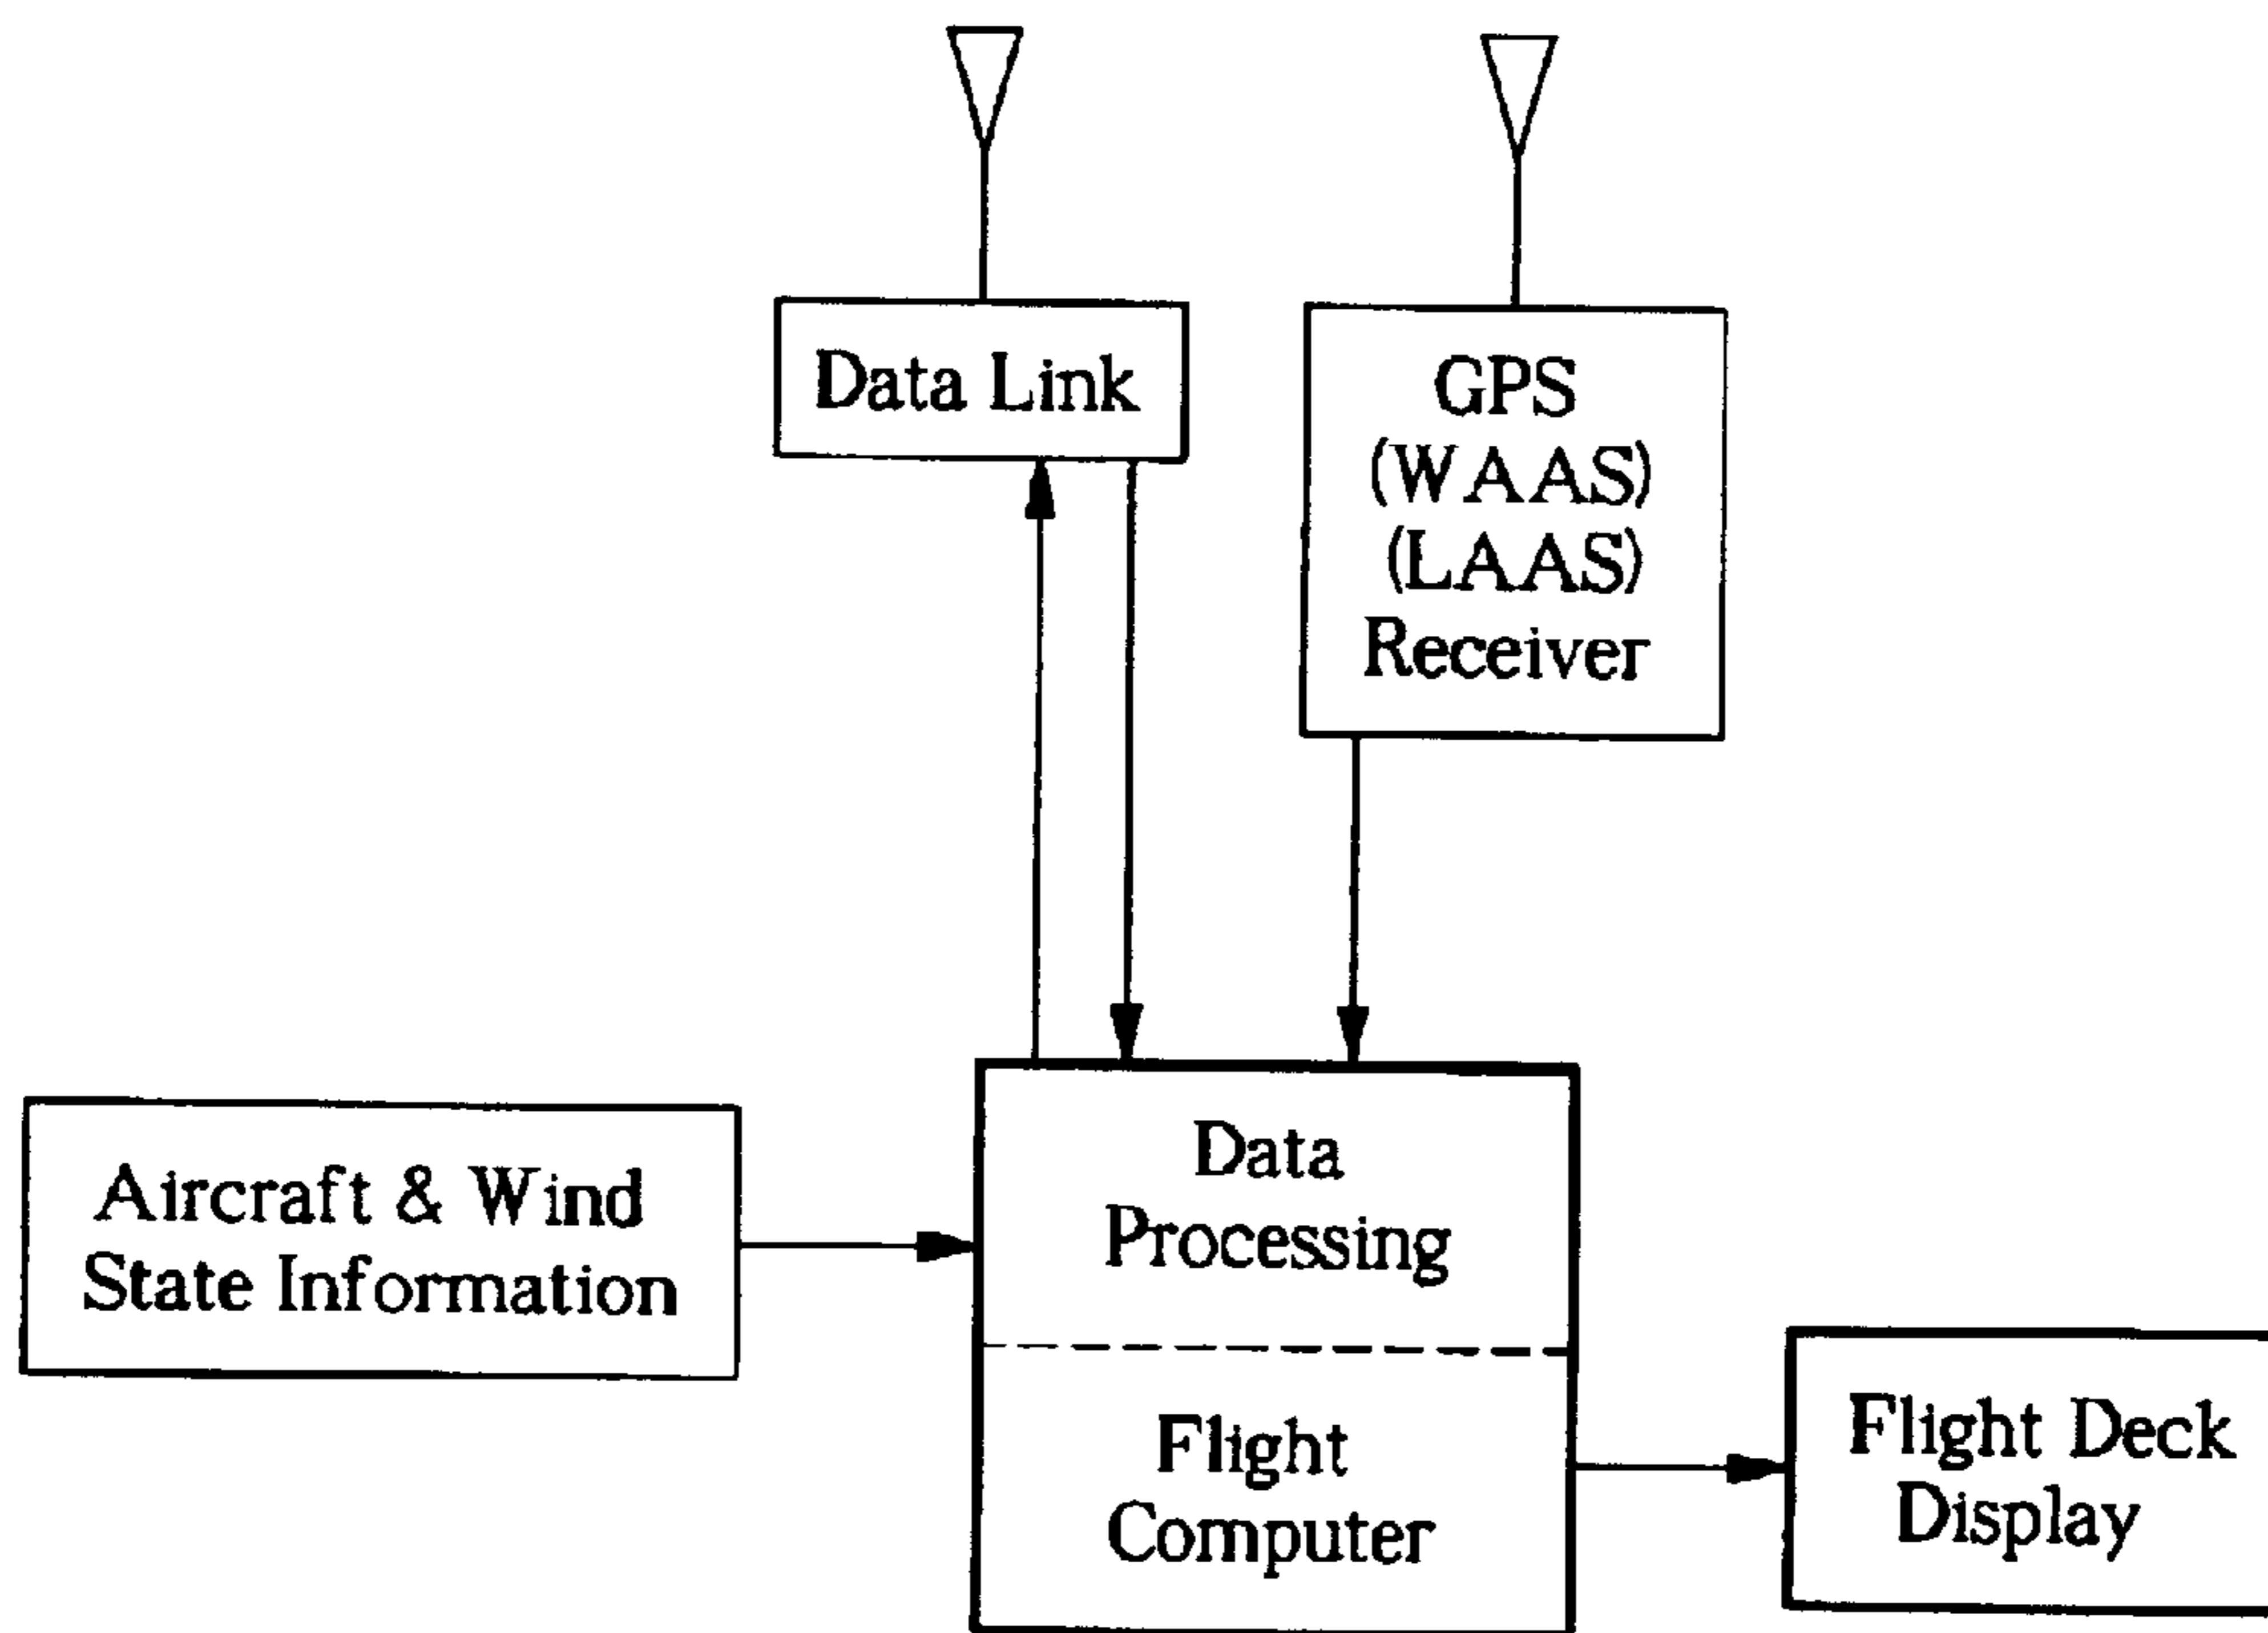 Data Link
GPS
(WAAS)
(LAAS)
Receiver
Aircraft & Wind
State Information
Data
Processing
Flight
Computer
Flight Deck
Display